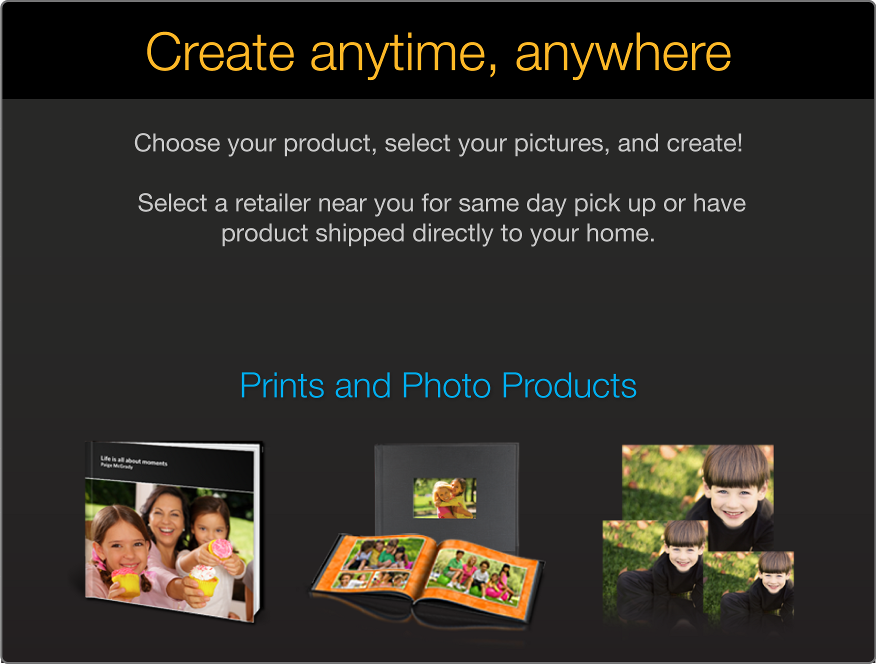 Create anytime, anywhere
Choose your product, select your pictures, and create!
Select a retailer near you for same day pick up or have
product shipped directly to your home.
Prints and Photo Products
Life is all about moments
Paige McGrady